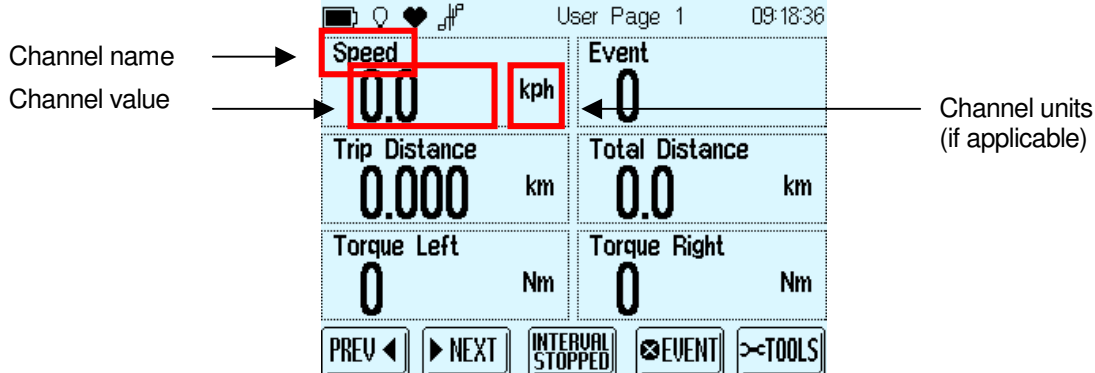 User Page 1 09:18:36
Channel name
Speed
Event
Channel value
0.0 kph
0
Channel units
(if applicable)
Trip Distance
Total Distance
0.000 km
0.0 km
Torque Left
Torque Right
0 Nm
0 Nm
PREV NEXT INTERVAL STOPPED EVENT TOOLS